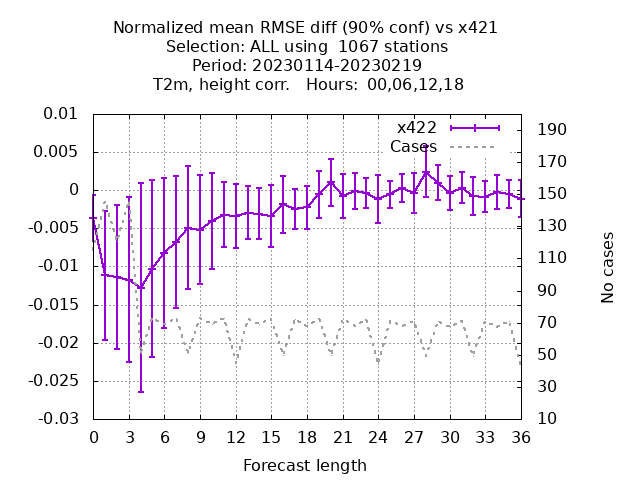 Normalized mean RMSE diff (90% conf) vs x421
Selection: ALL using  1067 stations
Period: 20230114-20230219
T2m, height corr.   Hours:  00,06,12,18
x422
Cases
0.01
0.005
0
-0.005
-0.01
-0.015
-0.02
-0.025
-0.03
190
170
150
130
110
90
70
50
30
10
No cases
0 3 6 9 12 15 18 21 24 27 30 33 36
Forecast length